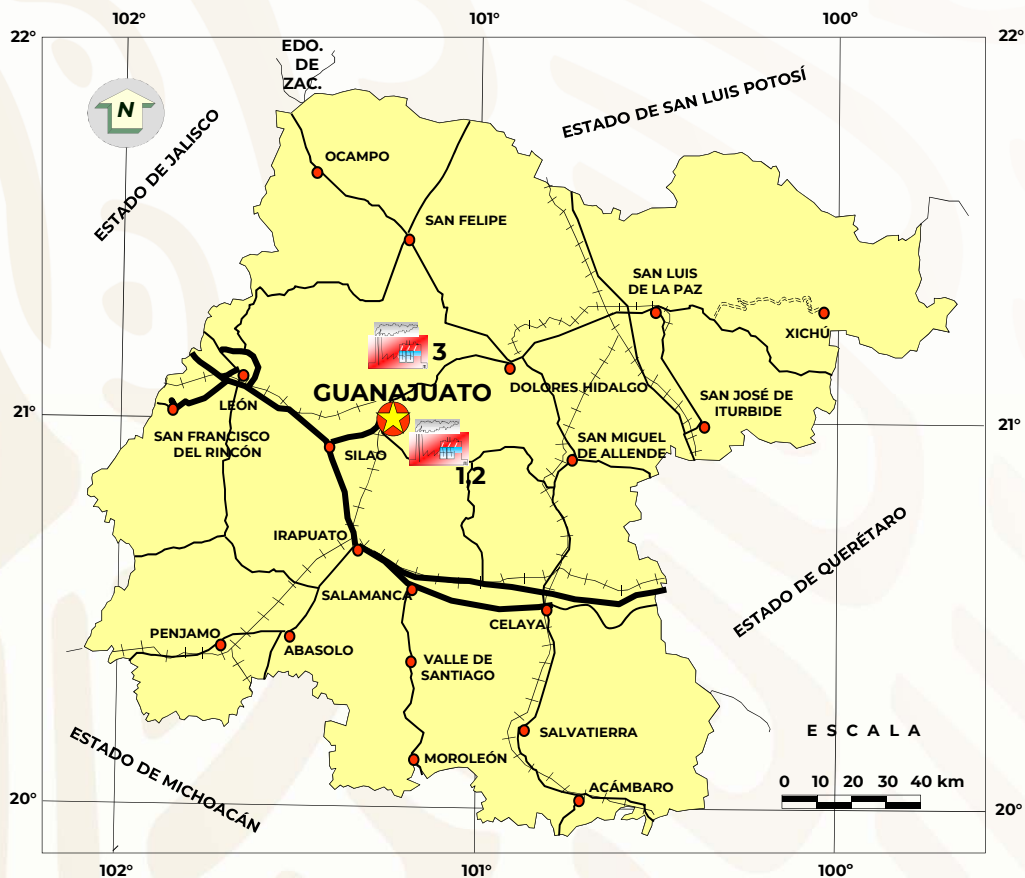 102°
101°
100°
22°
22°
EDO.
DE
ZAC.
ESTADO DE SAN LUIS POTOSÍ
N
ESTADO DE JALISCO
OCAMPO
SAN FELIPE
SAN LUIS
DE LA PAZ
XICHÚ
3
GUANAJUATO
DOLORES HIDALGO
SAN JOSÉ DE
ITURBIDE
LEÓN
21°
21°
SAN FRANCISCO
DEL RINCÓN
SILAO
SAN MIGUEL
DE ALLENDE
1,2
IRAPUATO
ESTADO DE QUERÉTARO
SALAMANCA
CELAYA
PENJAMO
ABASOLO
VALLE DE
SANTIAGO
SALVATIERRA
E S C A L A
ESTADO DE MICHOACÁN
MOROLEÓN
ACÁMBARO
0 10 20 30 40 km
20°
20°
102°
101°
100°